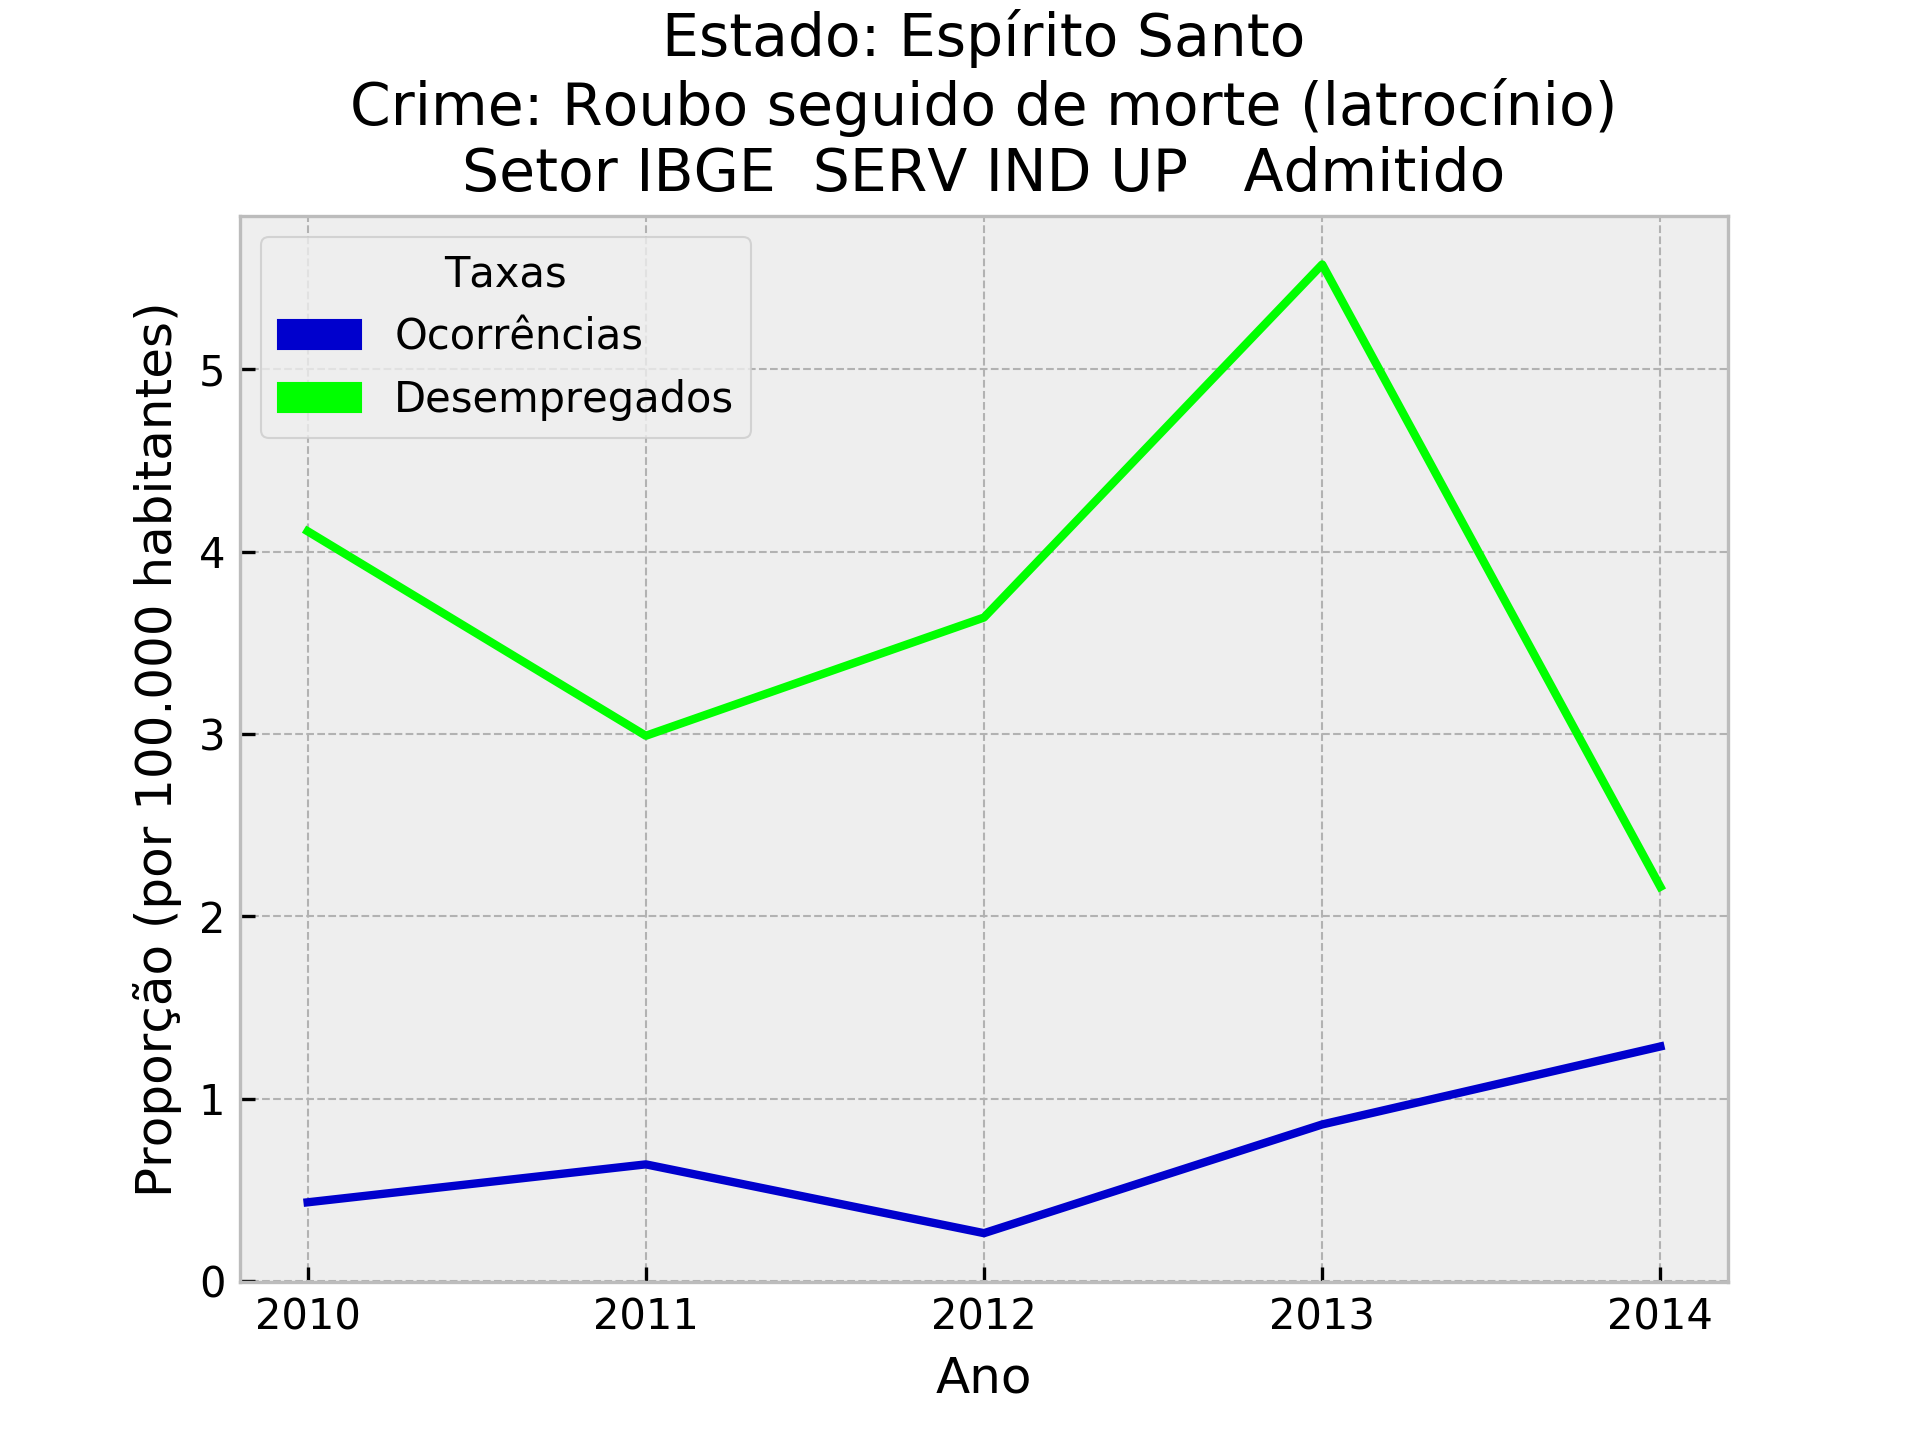 Estado: Espírito Santo
Crime: Roubo seguido de morte (latrocínio)
Setor IBGE  SERV IND UP   Admitido
Taxas
Ocorrências
Desempregados
Proporção (por 100.000 habitantes)
5
4
3
2
1
0
2010 2011 2012 2013 2014
Ano